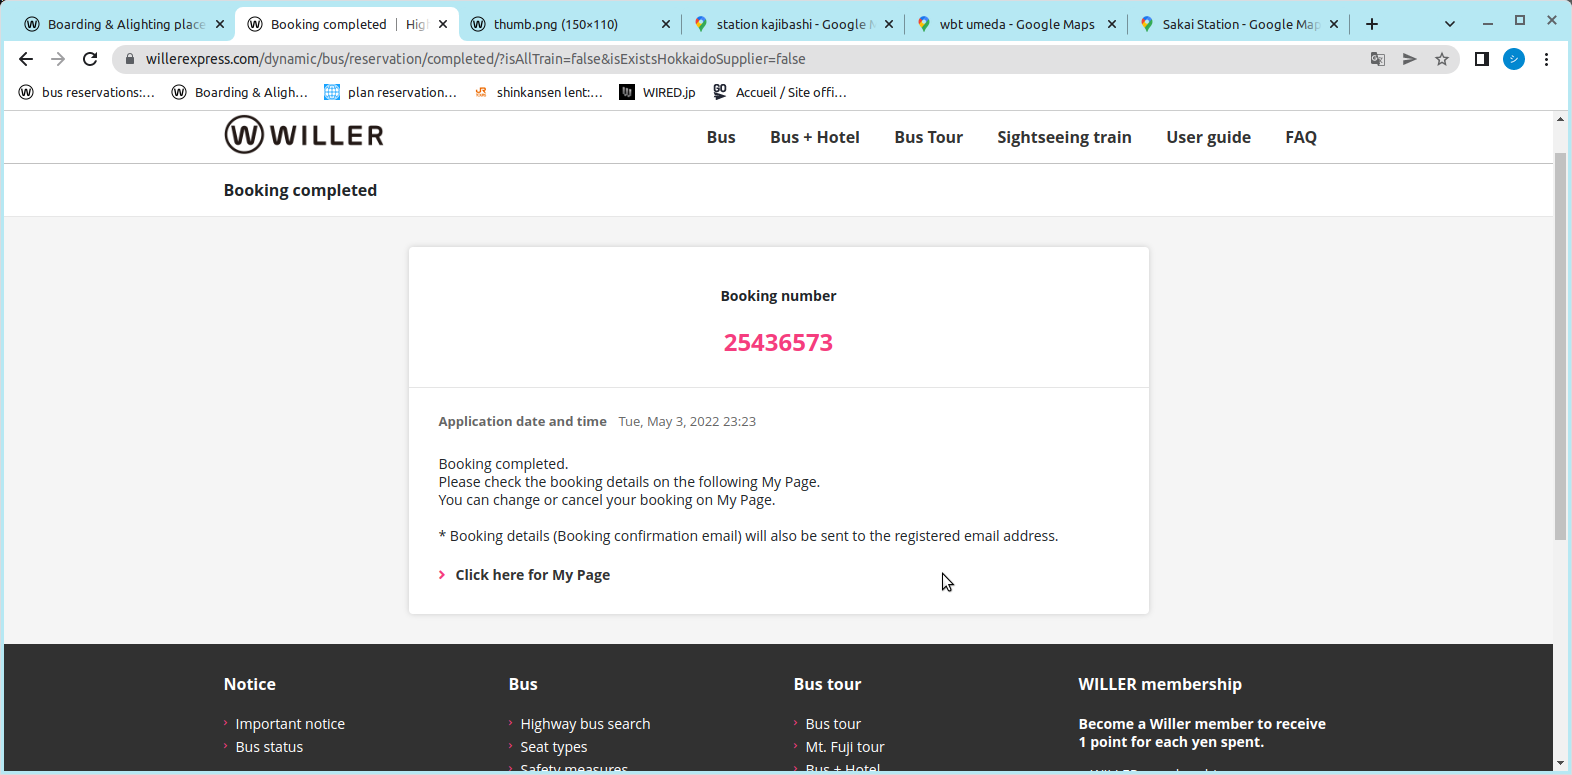 Boarding & Alighting place
Booking completed | Hig
thumb.png (150×110)
station kajibashi - Google M
wbt umeda - Google Maps
Sakai Station - Google Map
willerexpress.com/dynamic/bus/reservation/completed/?isAllTrain=false&isExistsHokkaidoSupplier=false
シ
bus reservations:...
Boarding & Aligh...
plan reservation...
shinkansen lent:...
WIRED.jp
Accueil / Site offi...
W WILLER
Bus
Bus + Hotel
Bus Tour
Sightseeing train
User guide
FAQ
Booking completed
Booking number
25436573
Application date and time Tue, May 3, 2022 23:23
Booking completed.
Please check the booking details on the following My Page.
You can change or cancel your booking on My Page.
* Booking details (Booking confirmation email) will also be sent to the registered email address.
Click here for My Page
Notice
Important notice
Bus status
Bus
Highway bus search
Seat types
Safety measures
Bus tour
Bus tour
Mt. Fuji tour
Bus + Hotel
WILLER membership
Become a Willer member to receive
1 point for each yen spent.